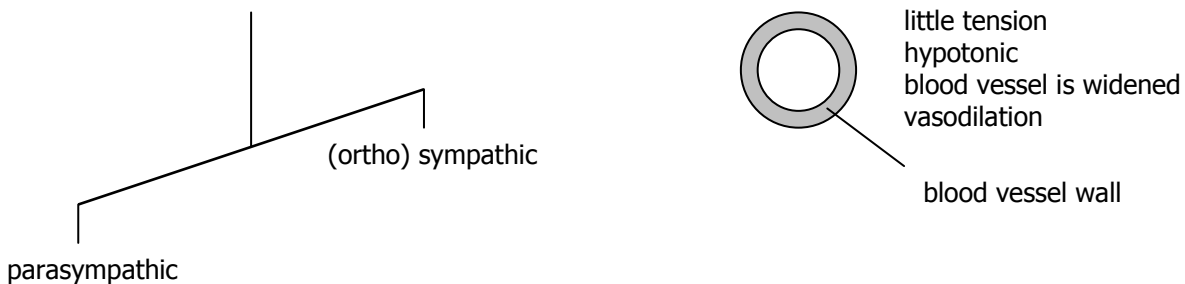 little tension
hypotonic
blood vessel is widened
vasodilation
(ortho) sympathic
blood vessel wall
parasympathic